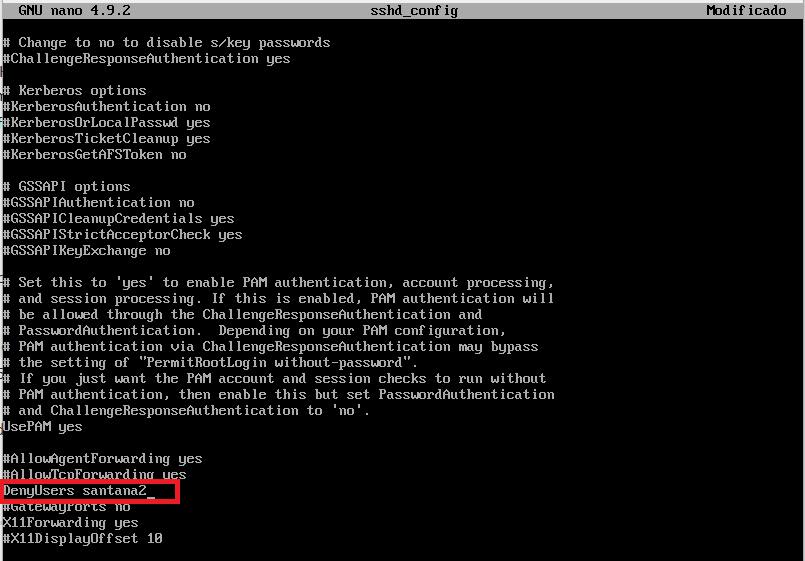 GNU nano 4.9.2 sshd_config Modificado
# Change to no to disable s/key passwords
#ChallengeResponseAuthentication yes
# Kerberos options
#KerberosAuthentication no
#KerberosOrLocalPasswd yes
#KerberosTicketCleanup yes
#KerberosGetAFSToken no
# GSSAPI options
#GSSAPIAuthentication no
#GSSAPICleanupCredentials yes
#GSSAPIStrictAcceptorCheck yes
#GSSAPIKeyExchange no
# Set this to 'yes' to enable PAM authentication, account processing,
# and session processing. If this is enabled, PAM authentication will
# be allowed through the ChallengeResponseAuthentication and
# PasswordAuthentication.  Depending on your PAM configuration,
# PAM authentication via ChallengeResponseAuthentication may bypass
# the setting of "PermitRootLogin without-password".
# If you just want the PAM account and session checks to run without
# PAM authentication, then enable this but set PasswordAuthentication
# and ChallengeResponseAuthentication to 'no'.
UsePAM yes
#AllowAgentForwarding yes
#AllowTcpForwarding yes
DenyUsers santana2_
#GatewayPorts no
X11Forwarding yes
#X11DisplayOffset 10